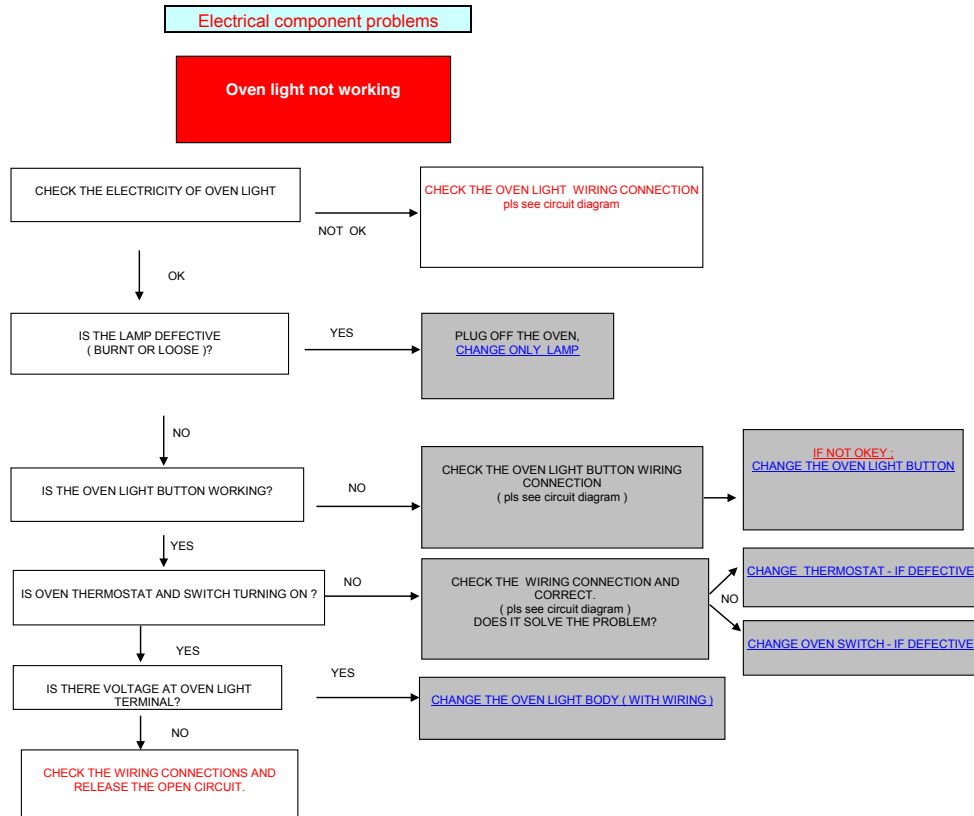 Electrical component problems
Oven light not working
CHECK THE ELECTRICITY OF OVEN LIGHT
NOT OK
CHECK THE OVEN LIGHT WIRING CONNECTION
pls see circuit diagram
OK
IS THE LAMP DEFECTIVE
( BURNT OR LOOSE )?
YES
PLUG OFF THE OVEN,
CHANGE ONLY LAMP
NO
IS THE OVEN LIGHT BUTTON WORKING?
NO
CHECK THE OVEN LIGHT BUTTON WIRING
CONNECTION
( pls see circuit diagram )
IF NOT OKEY :
CHANGE THE OVEN LIGHT BUTTON
YES
IS OVEN THERMOSTAT AND SWITCH TURNING ON ?
NO
CHECK THE WIRING CONNECTION AND
CORRECT.
( pls see circuit diagram )
DOES IT SOLVE THE PROBLEM?
NO
CHANGE THERMOSTAT - IF DEFECTIVE
CHANGE OVEN SWITCH - IF DEFECTIVE
YES
IS THERE VOLTAGE AT OVEN LIGHT
TERMINAL?
YES
CHANGE THE OVEN LIGHT BODY ( WITH WIRING )
NO
CHECK THE WIRING CONNECTIONS AND
RELEASE THE OPEN CIRCUIT.